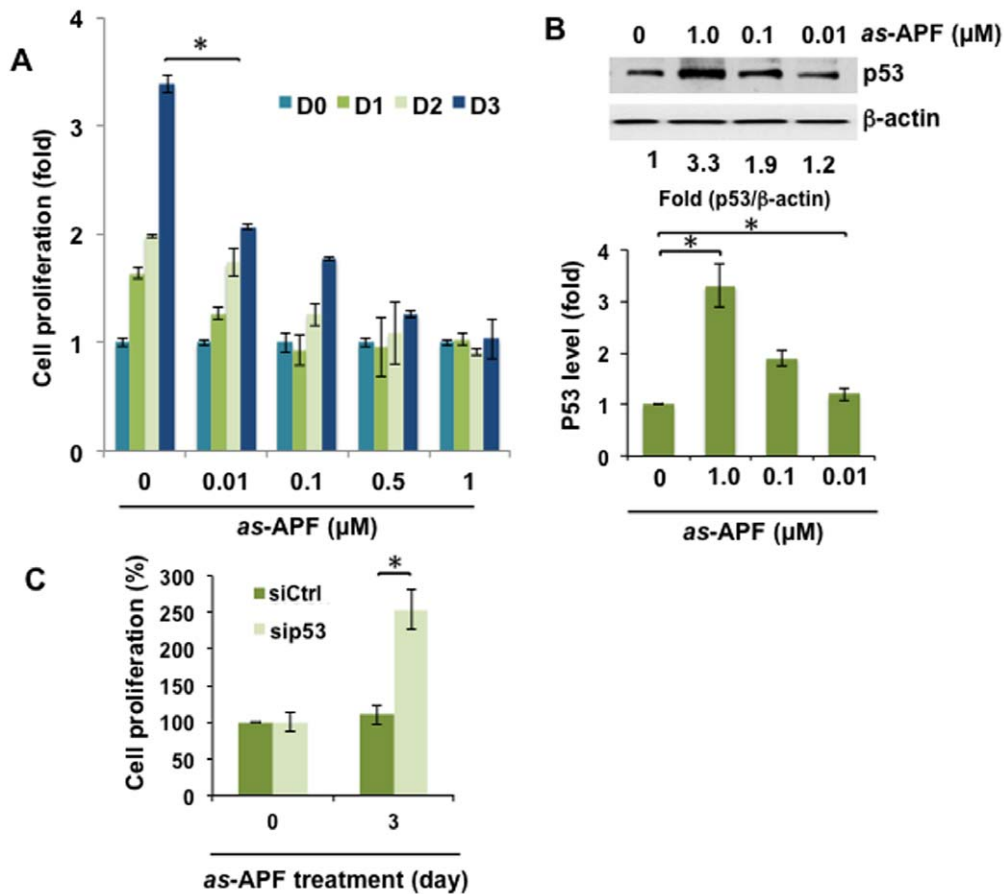 A
4
3
2
1
0
Cell proliferation (fold)
*
D0 D1 D2 D3
0 0.01 0.1 0.5 1
as-APF (μM)
B
0 1.0 0.1 0.01 as-APF (μM)
p53
β-actin
1 3.3 1.9 1.2
Fold (p53/β-actin)
*
*
P53 level (fold)
4
3
2
1
0
0 1.0 0.1 0.01
as-APF (μM)
C
Cell proliferation (%)
300
250
200
150
100
50
0
siCtrl
sip53
*
0 3
as-APF treatment (day)